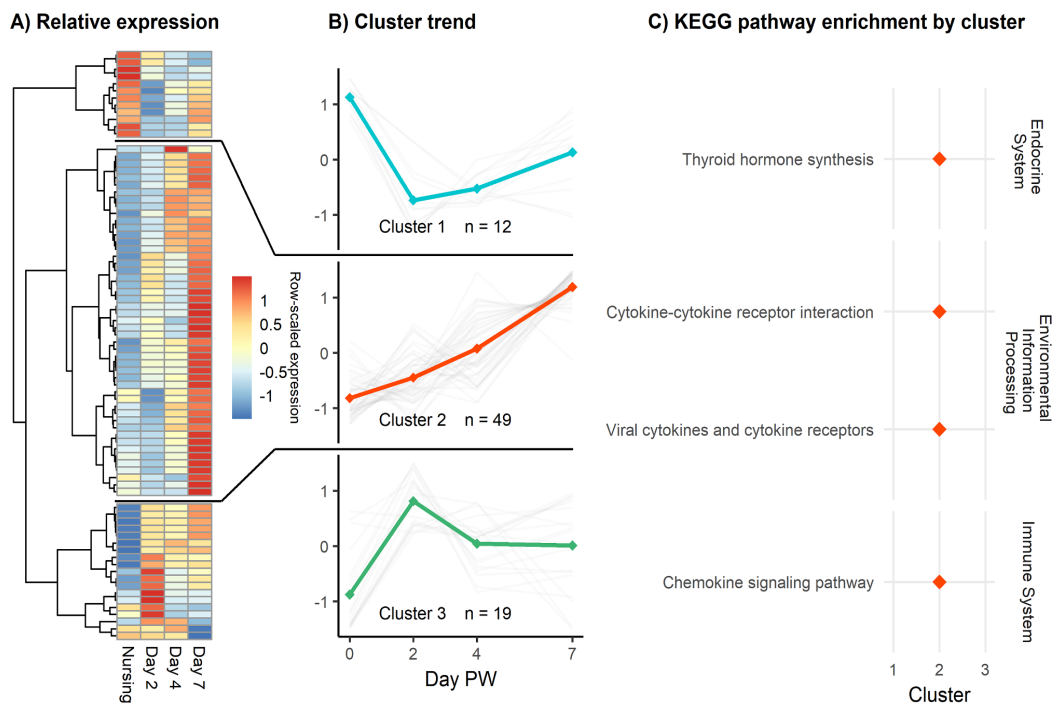 A) Relative expression
B) Cluster trend
C) KEGG pathway enrichment by cluster
Nursing
Day 2
Day 4
Day 7
1
0.5
0
-0.5
-1
Row-scaled expression
1
0
-1
Cluster 1 n = 12
1
0
-1
Cluster 2 n = 49
1
0
-1
Cluster 3 n = 19
0
2
4
7
Day PW
Thyroid hormone synthesis
Endocrine
System
Cytokine-cytokine receptor interaction
Viral cytokines and cytokine receptors
Environmental
Information
Processing
Chemokine signaling pathway
Immune System
1
2
3
Cluster